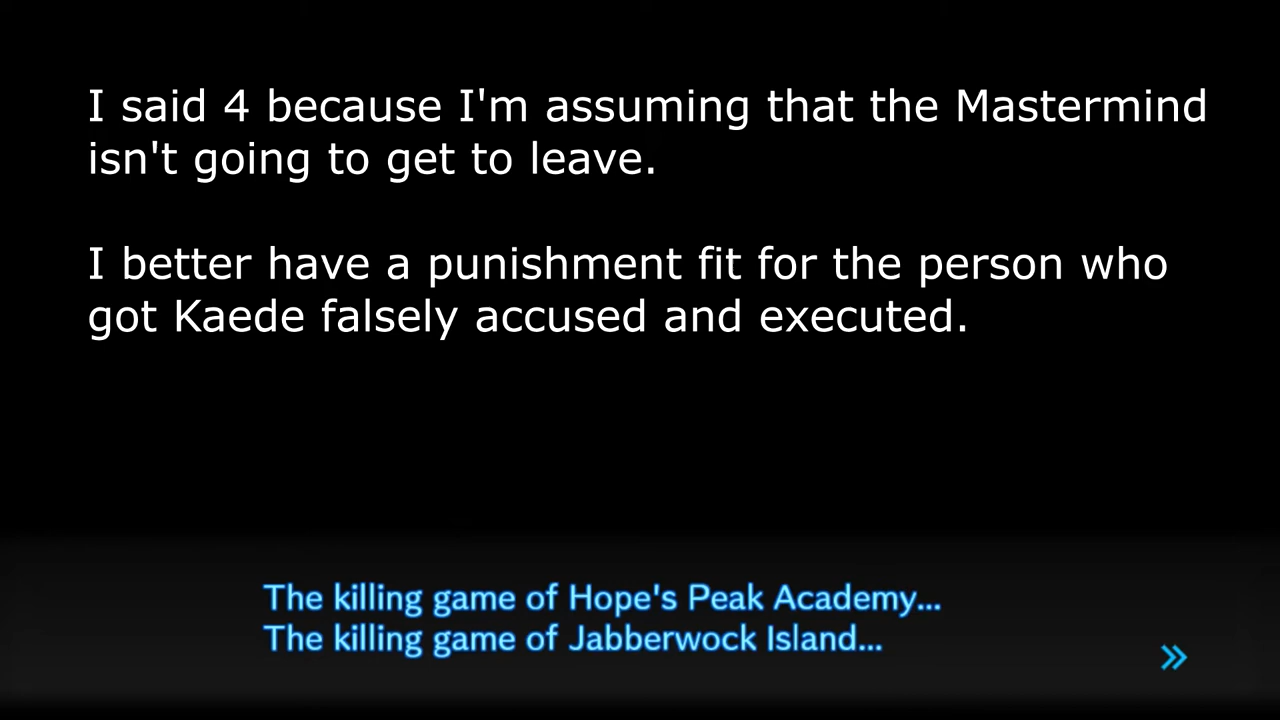 I said 4 because I'm assuming that the Mastermind
isn't going to get to leave.
I better have a punishment fit for the person who
got Kaede falsely accused and executed.
The killing game of Hope's Peak Academy...
The killing game of Jabberwock Island...